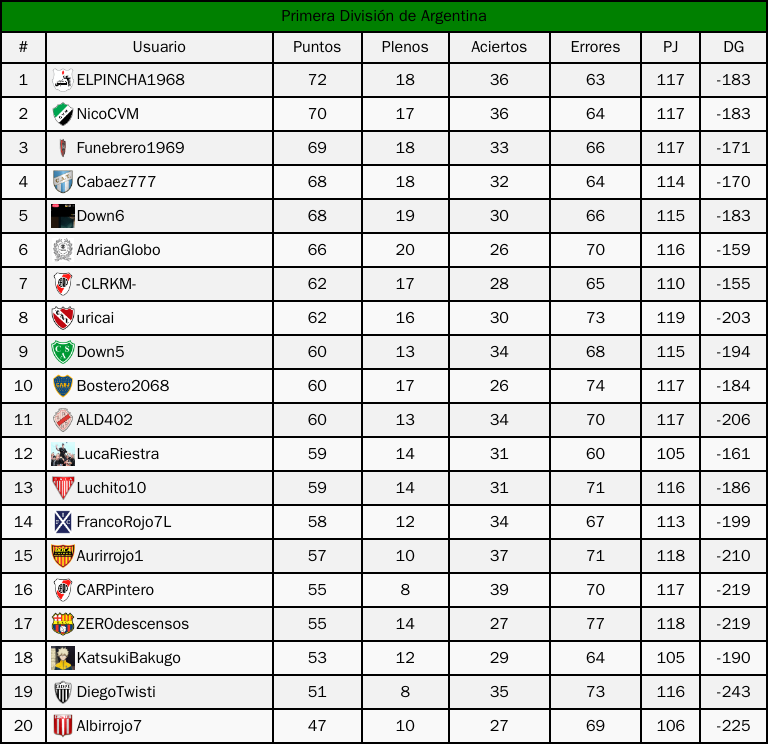 Primera División de Argentina
# Usuario Puntos Plenos Aciertos Errores PJ DG
1 ELPINCHA1968 72 18 36 63 117 -183
2 NicoCVM 70 17 36 64 117 -183
3 Funebrero1969 69 18 33 66 117 -171
4 Cabaez777 68 18 32 64 114 -170
5 Down6 68 19 30 66 115 -183
6 AdrianGlobo 66 20 26 70 116 -159
7 -CLRKM- 62 17 28 65 110 -155
8 uricai 62 16 30 73 119 -203
9 Down5 60 13 34 68 115 -194
10 Bostero2068 60 17 26 74 117 -184
11 ALD402 60 13 34 70 117 -206
12 LucaRiestra 59 14 31 60 105 -161
13 Luchito10 59 14 31 71 116 -186
14 FrancoRojo7L 58 12 34 67 113 -199
15 Aurirrojo1 57 10 37 71 118 -210
16 CARPintero 55 8 39 70 117 -219
17 ZER0descensos 55 14 27 77 118 -219
18 KatsukiBakugo 53 12 29 64 105 -190
19 DiegoTwisti 51 8 35 73 116 -243
20 Albirrojo7 47 10 27 69 106 -225